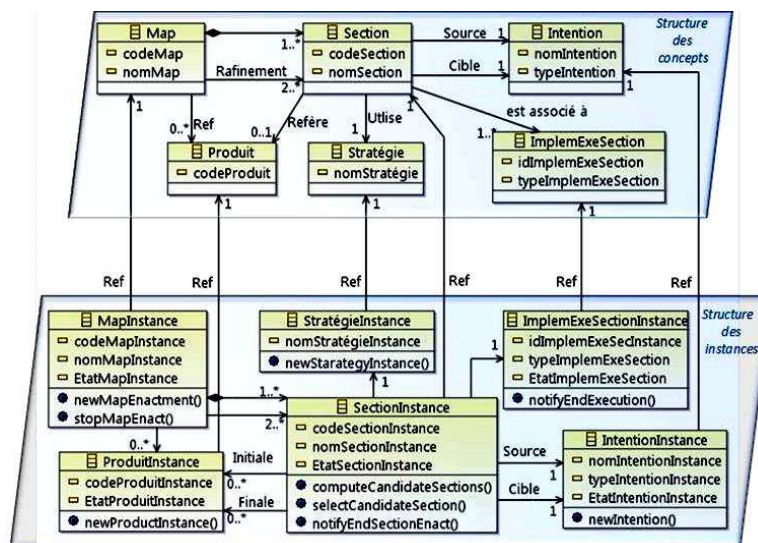 Structure
des
concepts
Map
codeMap
nomMap
1..*
Section
codeSection
nomSection
Source
1
Intention
nomIntention
typeIntention
Rafinement
2..*
Cible
1
1
1
Ref
0..*
0..1
Refère
Utlise
1
1
est associé à
1..*
Produit
codeProduit
Stratégie
nomStratégie
ImplemExeSection
idImplemExeSection
typeImplemExeSection
1
1
1
Ref
Ref
Ref
Ref
Ref
Ref
Structure
des
instances
MapInstance
codeMapInstance
nomMapInstance
EtatMapInstance
newMapEnactment()
stopMapEnact()
StratégieInstance
nomStratégieInstance
newStarategyInstance()
ImplemExeSectionInstance
idImplemExeSecInstance
typeImplemExeSection
EtatImplemExeSection
notifyEndExecution()
1
1
1..*
2..*
0..*
SectionInstance
codeSectionInstance
nomSectionInstance
EtatSectionInstance
computeCandidateSections()
selectCandidateSection()
notifyEndSectionEnact()
Initiale
0..*
Finale
0..*
ProduitInstance
codeProduitInstance
EtatProduitInstance
newProductInstance()
Source
1
Cible
1
IntentionInstance
nomIntentionInstance
typeIntentionInstance
EtatIntentionInstance
newIntention()